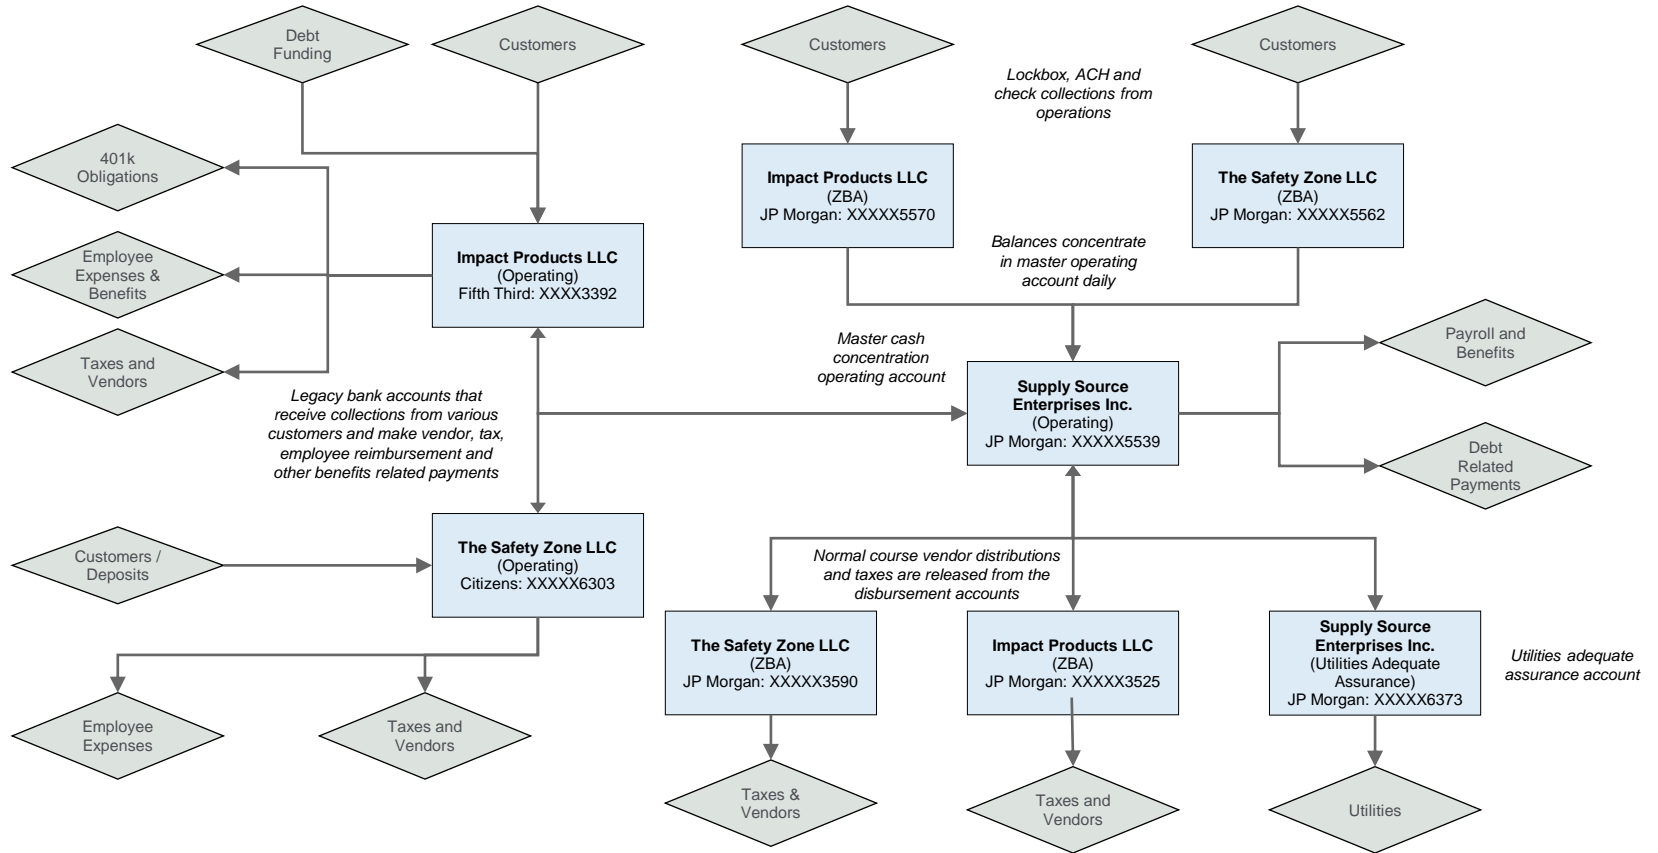 Debt
Funding
Customers
Customers
Customers
Lockbox, ACH and
check collections from
operations
401k
Obligations
Impact Products LLC
(ZBA)
JP Morgan: XXXXX5570
The Safety Zone LLC
(ZBA)
JP Morgan: XXXXX5562
Employee
Expenses &
Benefits
Impact Products LLC
(Operating)
Fifth Third: XXXX3392
Balances concentrate
in master operating
account daily
Taxes and
Vendors
Master cash
concentration
operating account
Payroll and
Benefits
Legacy bank accounts that
receive collections from various
customers and make vendor, tax,
employee reimbursement and
other benefits related payments
Supply Source
Enterprises Inc.
(Operating)
JP Morgan: XXXXX5539
Debt
Related
Payments
Customers /
Deposits
The Safety Zone LLC
(Operating)
Citizens: XXXXX6303
Normal course vendor distributions
and taxes are released from the
disbursement accounts
The Safety Zone LLC
(ZBA)
JP Morgan: XXXXX3590
Impact Products LLC
(ZBA)
JP Morgan: XXXXX3525
Supply Source
Enterprises Inc.
(Utilities Adequate
Assurance)
JP Morgan: XXXXX6373
Utilities adequate
assurance account
Employee
Expenses
Taxes and
Vendors
Taxes &
Vendors
Taxes and
Vendors
Utilities